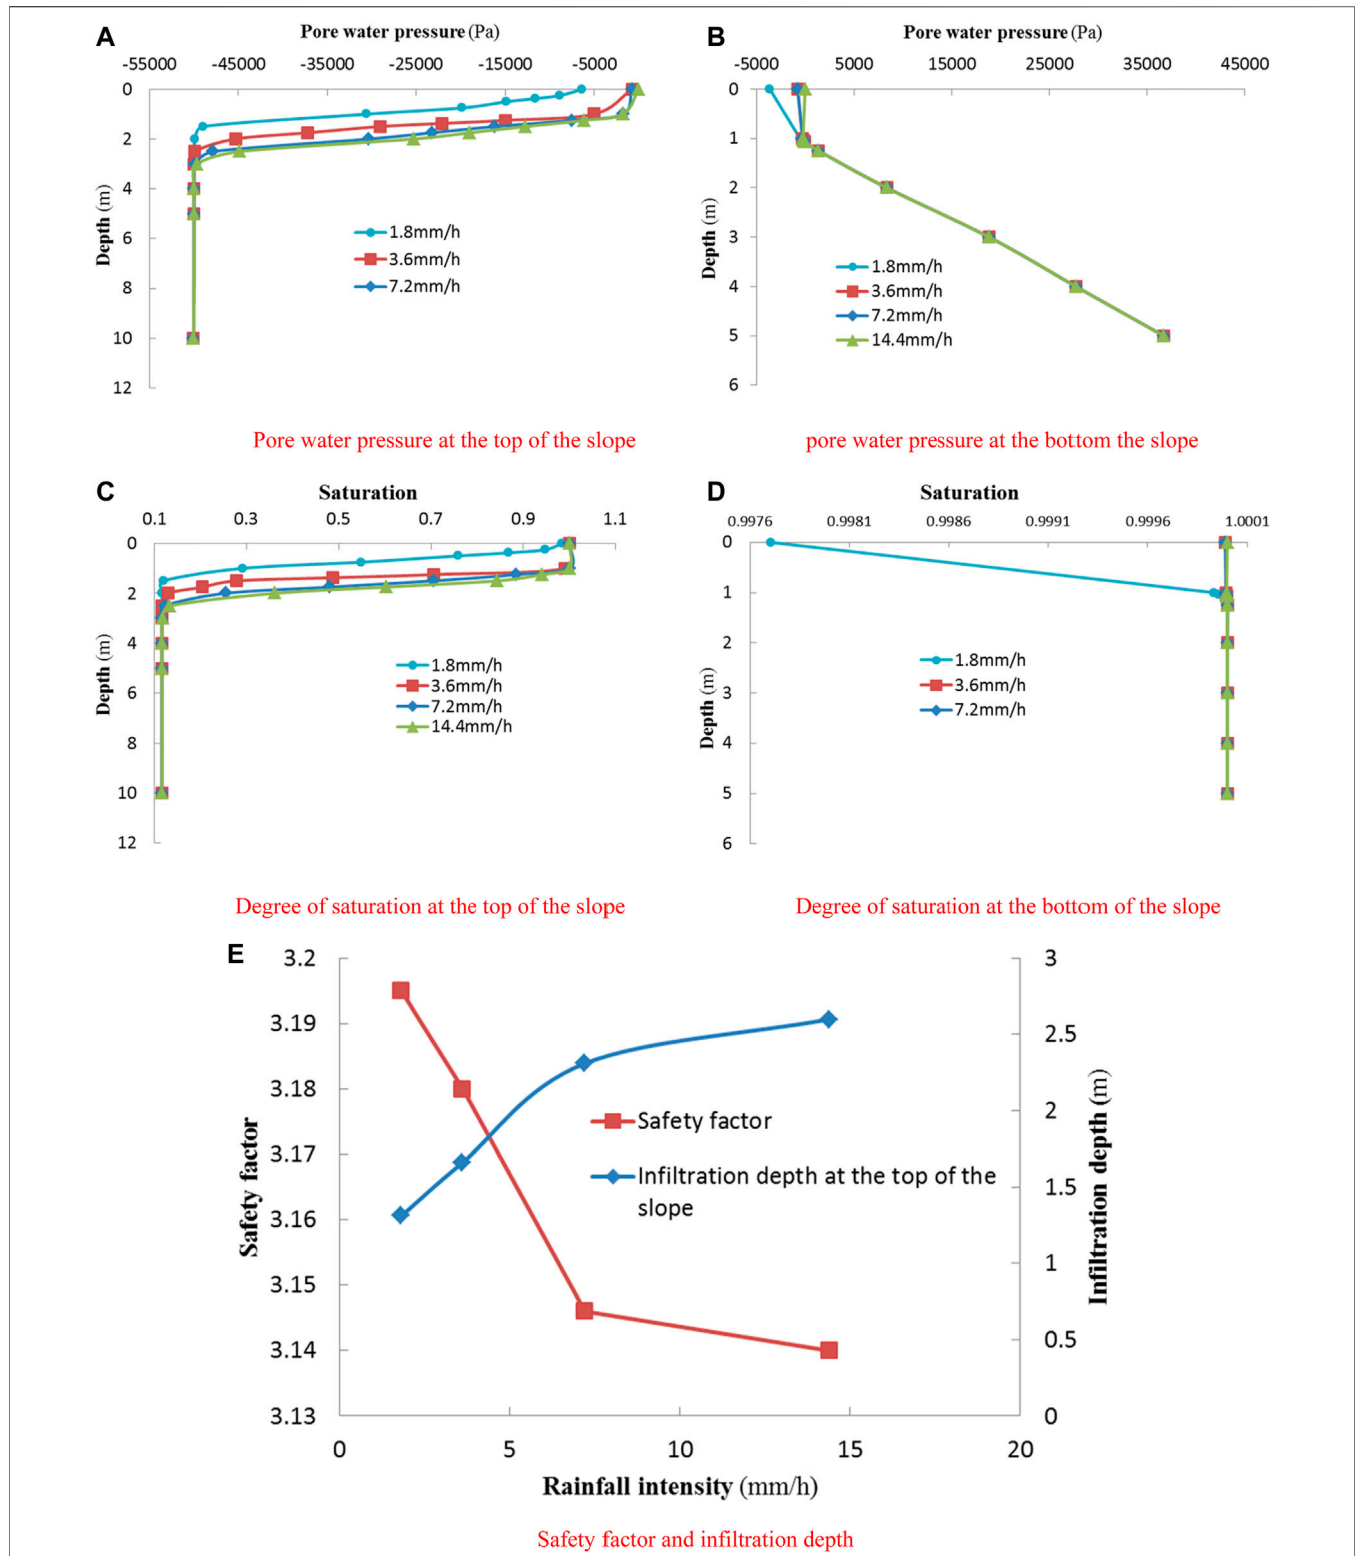 A
Pore water pressure (Pa)
-55000 -45000 -35000 -25000 -15000 -5000
0
2
4
6
8
10
12
Depth (m)
1.8mm/h
3.6mm/h
7.2mm/h
Pore water pressure at the top of the slope
B
Pore water pressure (Pa)
-5000 5000 15000 25000 35000 45000
0
1
2
3
4
5
6
Depth (m)
1.8mm/h
3.6mm/h
7.2mm/h
14.4mm/h
pore water pressure at the bottom the slope
C
Saturation
0.1 0.3 0.5 0.7 0.9 1.1
0
2
4
6
8
10
12
Depth (m)
1.8mm/h
3.6mm/h
7.2mm/h
14.4mm/h
Degree of saturation at the top of the slope
D
Saturation
0.9976 0.9981 0.9986 0.9991 0.9996 1.0001
0
1
2
3
4
5
6
Depth (m)
1.8mm/h
3.6mm/h
7.2mm/h
Degree of saturation at the bottom of the slope
E
3.2
3.19
3.18
3.17
3.16
3.15
3.14
3.13
Safety factor
Safety factor
Infiltration depth at the top of the
slope
3
2.5
2
1.5
1
0.5
0
Infiltration depth (m)
0 5 10 15 20
Rainfall intensity (mm/h)
Safety factor and infiltration depth